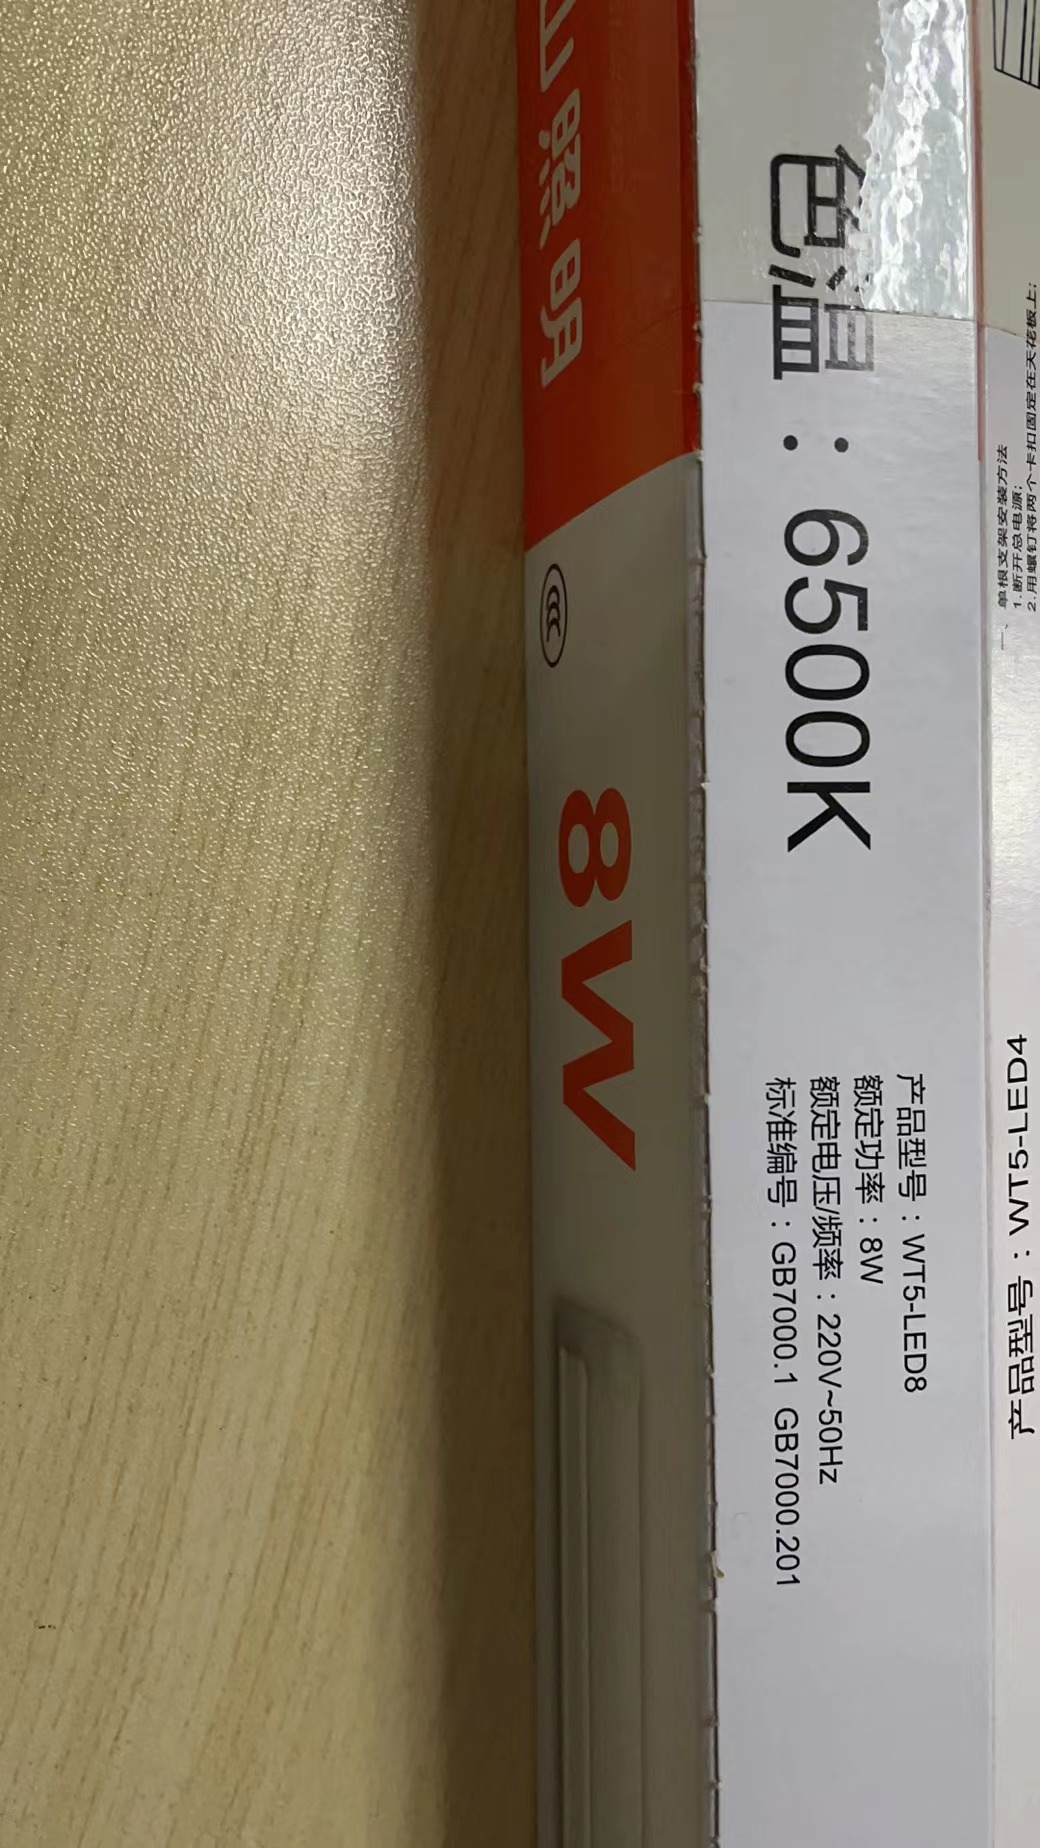 山照明
8W
色温：6500K
产品型号：WT5-LED8
额定功率：8W
额定电压/频率：220V~50Hz
标准编号：GB7000.1 GB7000.201
一、单根支架安装方法
1.断开总电源;
2.用螺钉将两个卡扣固定在天花板上;
产品型号：WT5-LED4